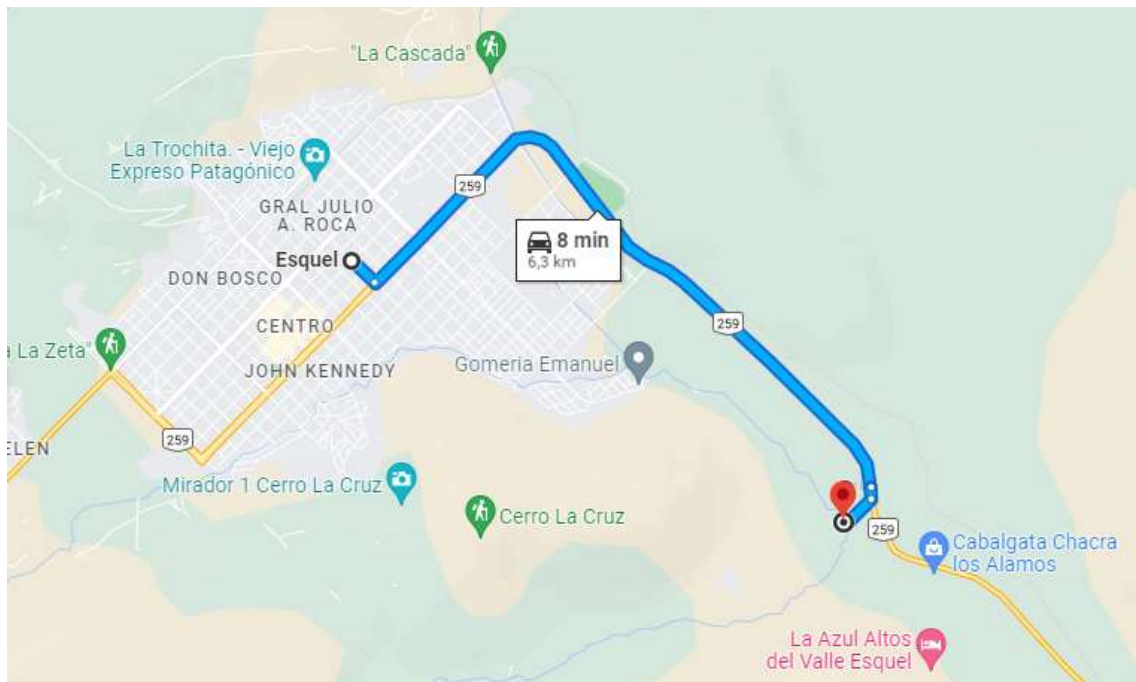 "La Cascada"
La Trochita. - Viejo
Expreso Patagónico
259
GRAL JULIO
A. ROCA
Esquel
8 min
6,3 km
DON BOSCO
CENTRO
259
a La Zeta"
JOHN KENNEDY
Gomeria Emanuel
259
ELEN
Mirador 1 Cerro La Cruz
Cerro La Cruz
259
Cabalgata Chacra
los Alamos
La Azul Altos
del Valle Esquel